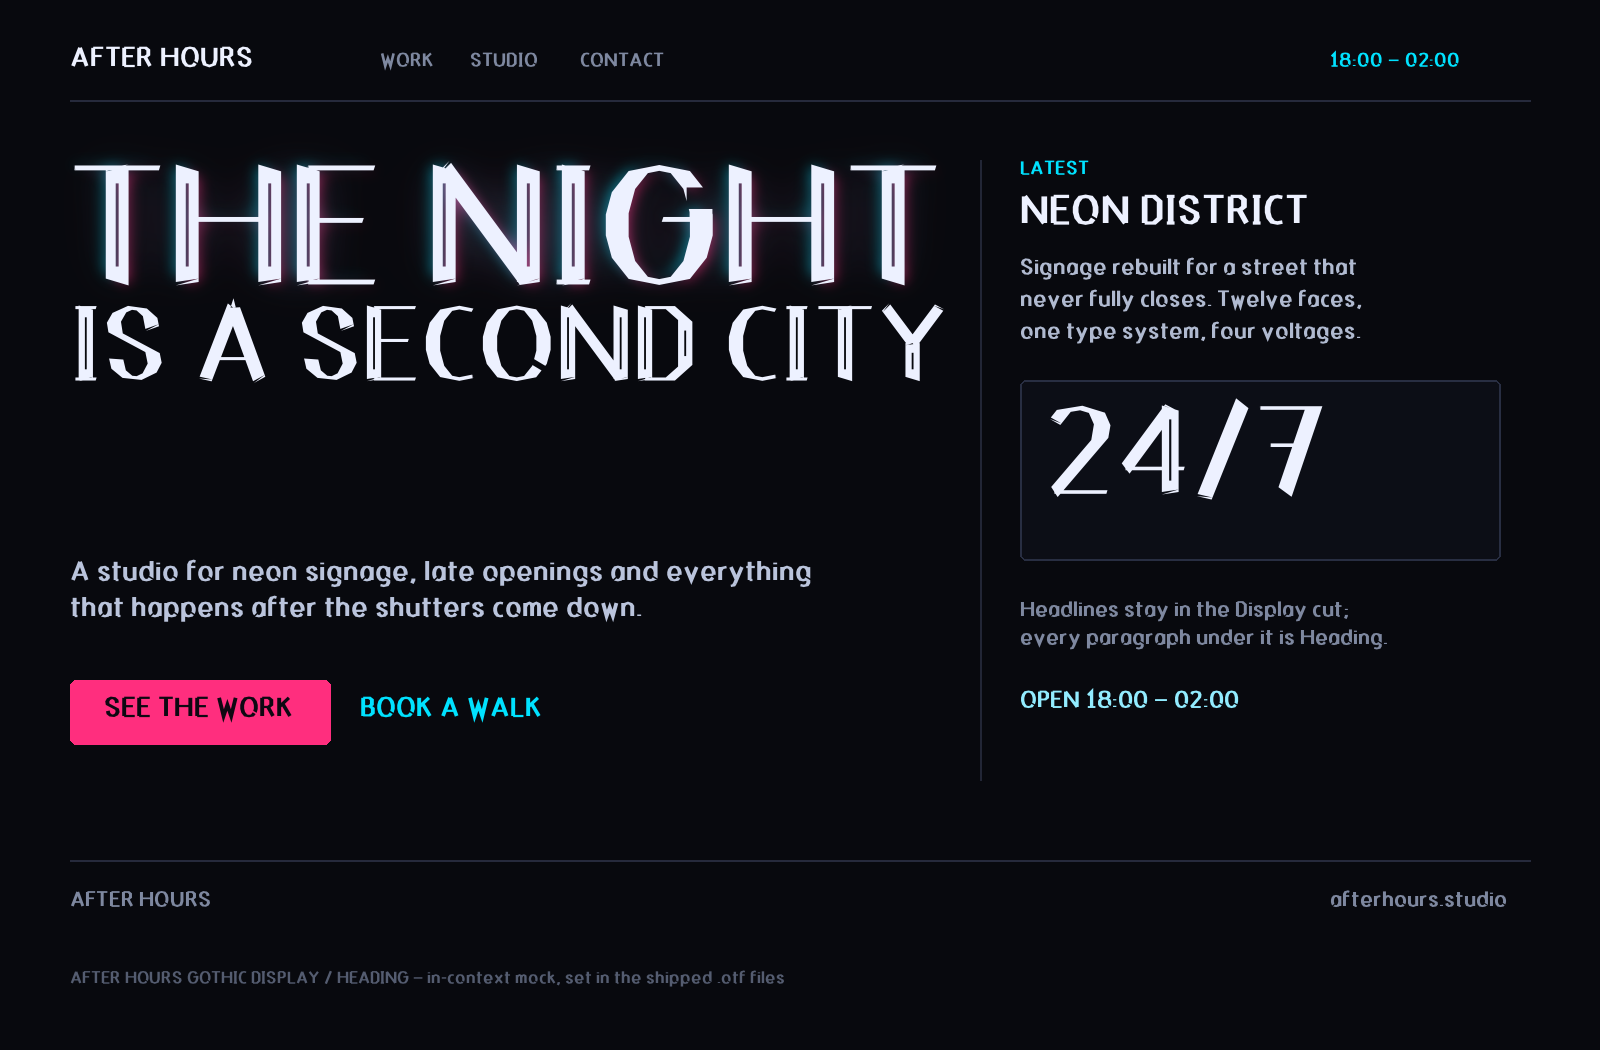 AFTER HOURS
WORK STUDIO CONTACT
18:00 – 02:00
THE NIGHT
IS A SECOND CITY
A studio for neon signage, late openings and everything
that happens after the shutters come down.
SEE THE WORK
BOOK A WALK
LATEST
NEON DISTRICT
Signage rebuilt for a street that
never fully closes. Twelve faces,
one type system, four voltages.
24/7
Headlines stay in the Display cut;
every paragraph under it is Heading.
OPEN 18:00 – 02:00
AFTER HOURS
afterhours.studio
AFTER HOURS GOTHIC DISPLAY / HEADING – in-context mock, set in the shipped .otf files